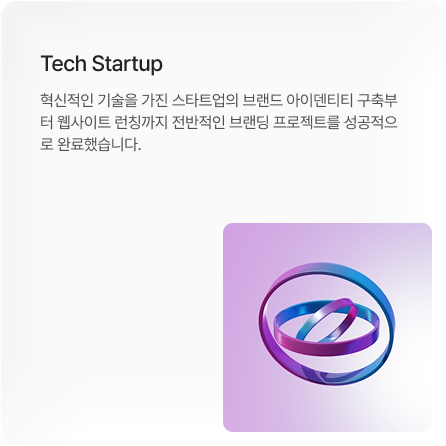 Tech Startup
혁신적인 기술을 가진 스타트업의 브랜드 아이덴티티 구축부
터 웹사이트 런칭까지 전반적인 브랜딩 프로젝트를 성공적으
로 완료했습니다.